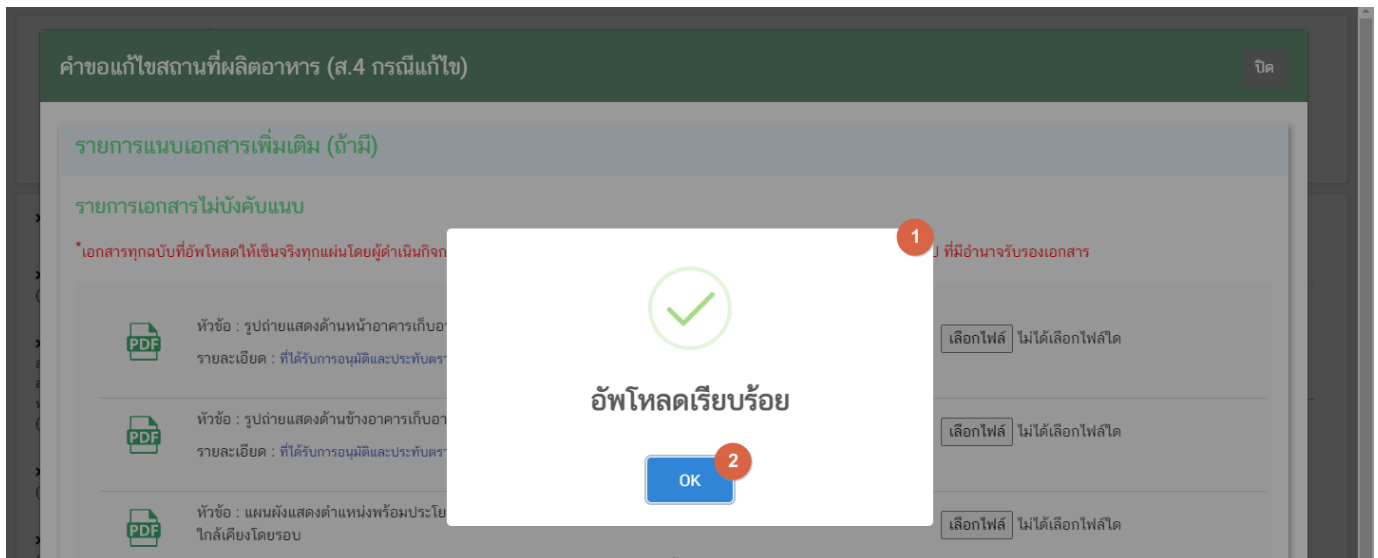 คำขอแก้ไขสถานที่ผลิตอาหาร (ส.4 กรณีแก้ไข)
ปิด
รายการแนบเอกสารเพิ่มเติม (ถ้ามี)
รายการเอกสารไม่บังคับแนบ
*เอกสารทุกฉบับที่อัพโหลดให้เซ็นจริงทุกแผ่นโดยผู้ดำเนินกิจก
ที่มีอำนาจรับรองเอกสาร
1
PDF
หัวข้อ : รูปถ่ายแสดงด้านหน้าอาคารเก็บอา
รายละเอียด : ที่ได้รับการอนุมัติและประทับตรา
เลือกไฟล์ ไม่ได้เลือกไฟล์ใด
PDF
หัวข้อ : รูปถ่ายแสดงด้านข้างอาคารเก็บอา
รายละเอียด : ที่ได้รับการอนุมัติและประทับตรา
เลือกไฟล์ ไม่ได้เลือกไฟล์ใด
PDF
หัวข้อ : แผนผังแสดงตำแหน่งพร้อมประโย
ใกล้เคียงโดยรอบ
เลือกไฟล์ ไม่ได้เลือกไฟล์ใด
อัพโหลดเรียบร้อย
OK
2